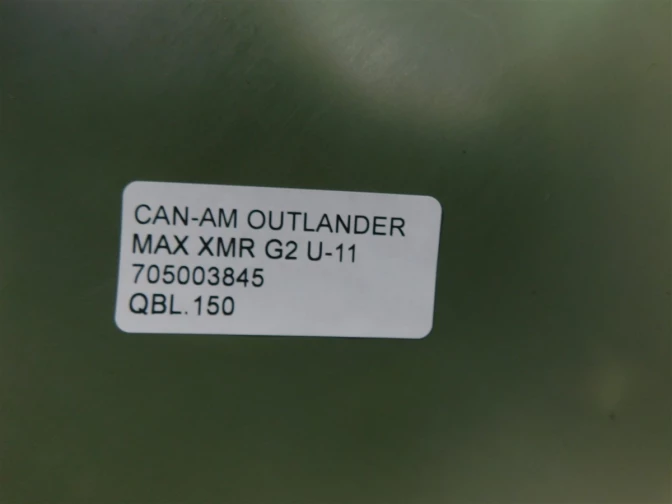 CAN-AM OUTLANDER
MAX XMR G2 U-11
705003845
QBL.150